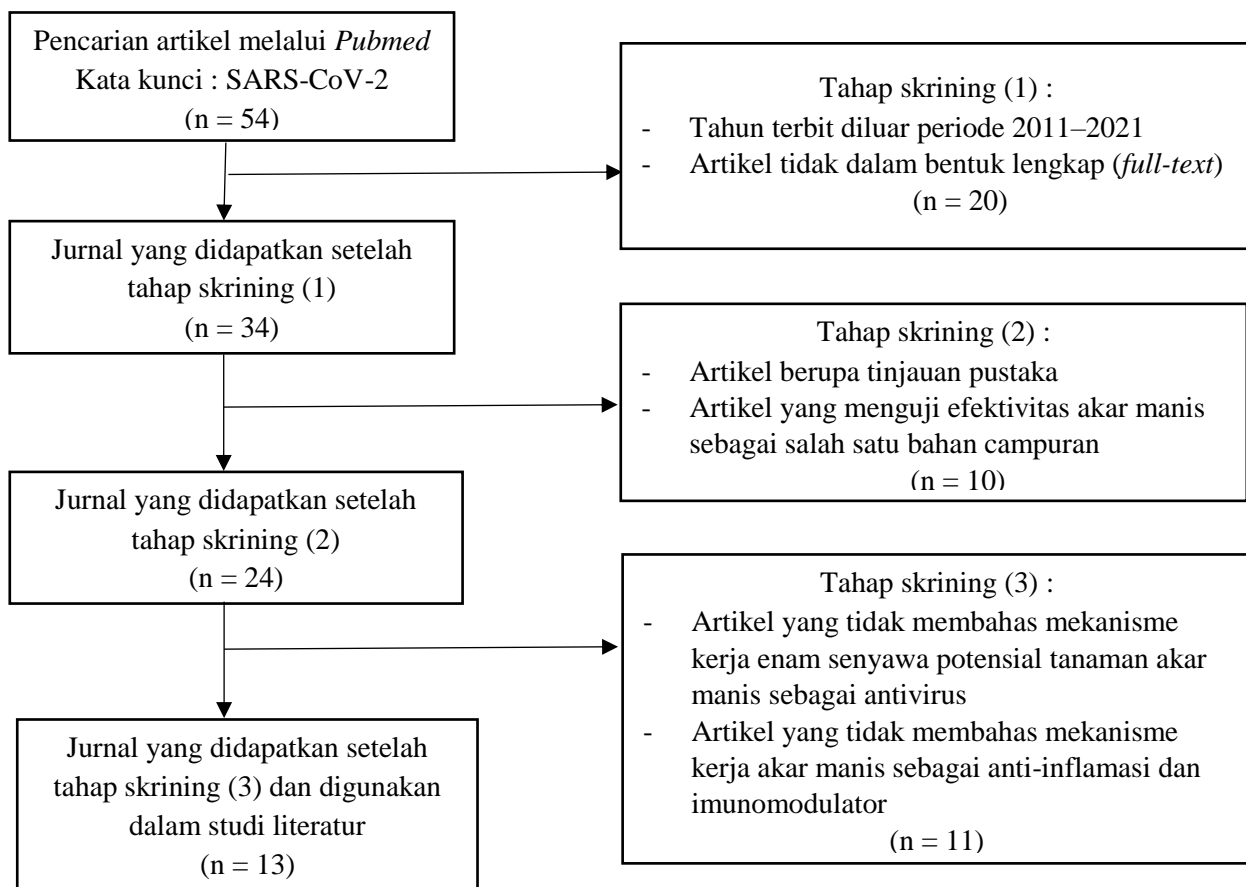 Pencarian artikel melalui Pubmed
Kata kunci : SARS-CoV-2
(n = 54)
Tahap skrining (1) :
- Tahun terbit diluar periode 2011–2021
- Artikel tidak dalam bentuk lengkap (full-text)
(n = 20)
Jurnal yang didapatkan setelah
tahap skrining (1)
(n = 34)
Tahap skrining (2) :
- Artikel berupa tinjauan pustaka
- Artikel yang menguji efektivitas akar manis
sebagai salah satu bahan campuran
(n = 10)
Jurnal yang didapatkan setelah
tahap skrining (2)
(n = 24)
Tahap skrining (3) :
- Artikel yang tidak membahas mekanisme
kerja enam senyawa potensial tanaman akar
manis sebagai antivirus
- Artikel yang tidak membahas mekanisme
kerja akar manis sebagai anti-inflamasi dan
imunomodulator
(n = 11)
Jurnal yang didapatkan setelah
tahap skrining (3) dan digunakan
dalam studi literatur
(n = 13)